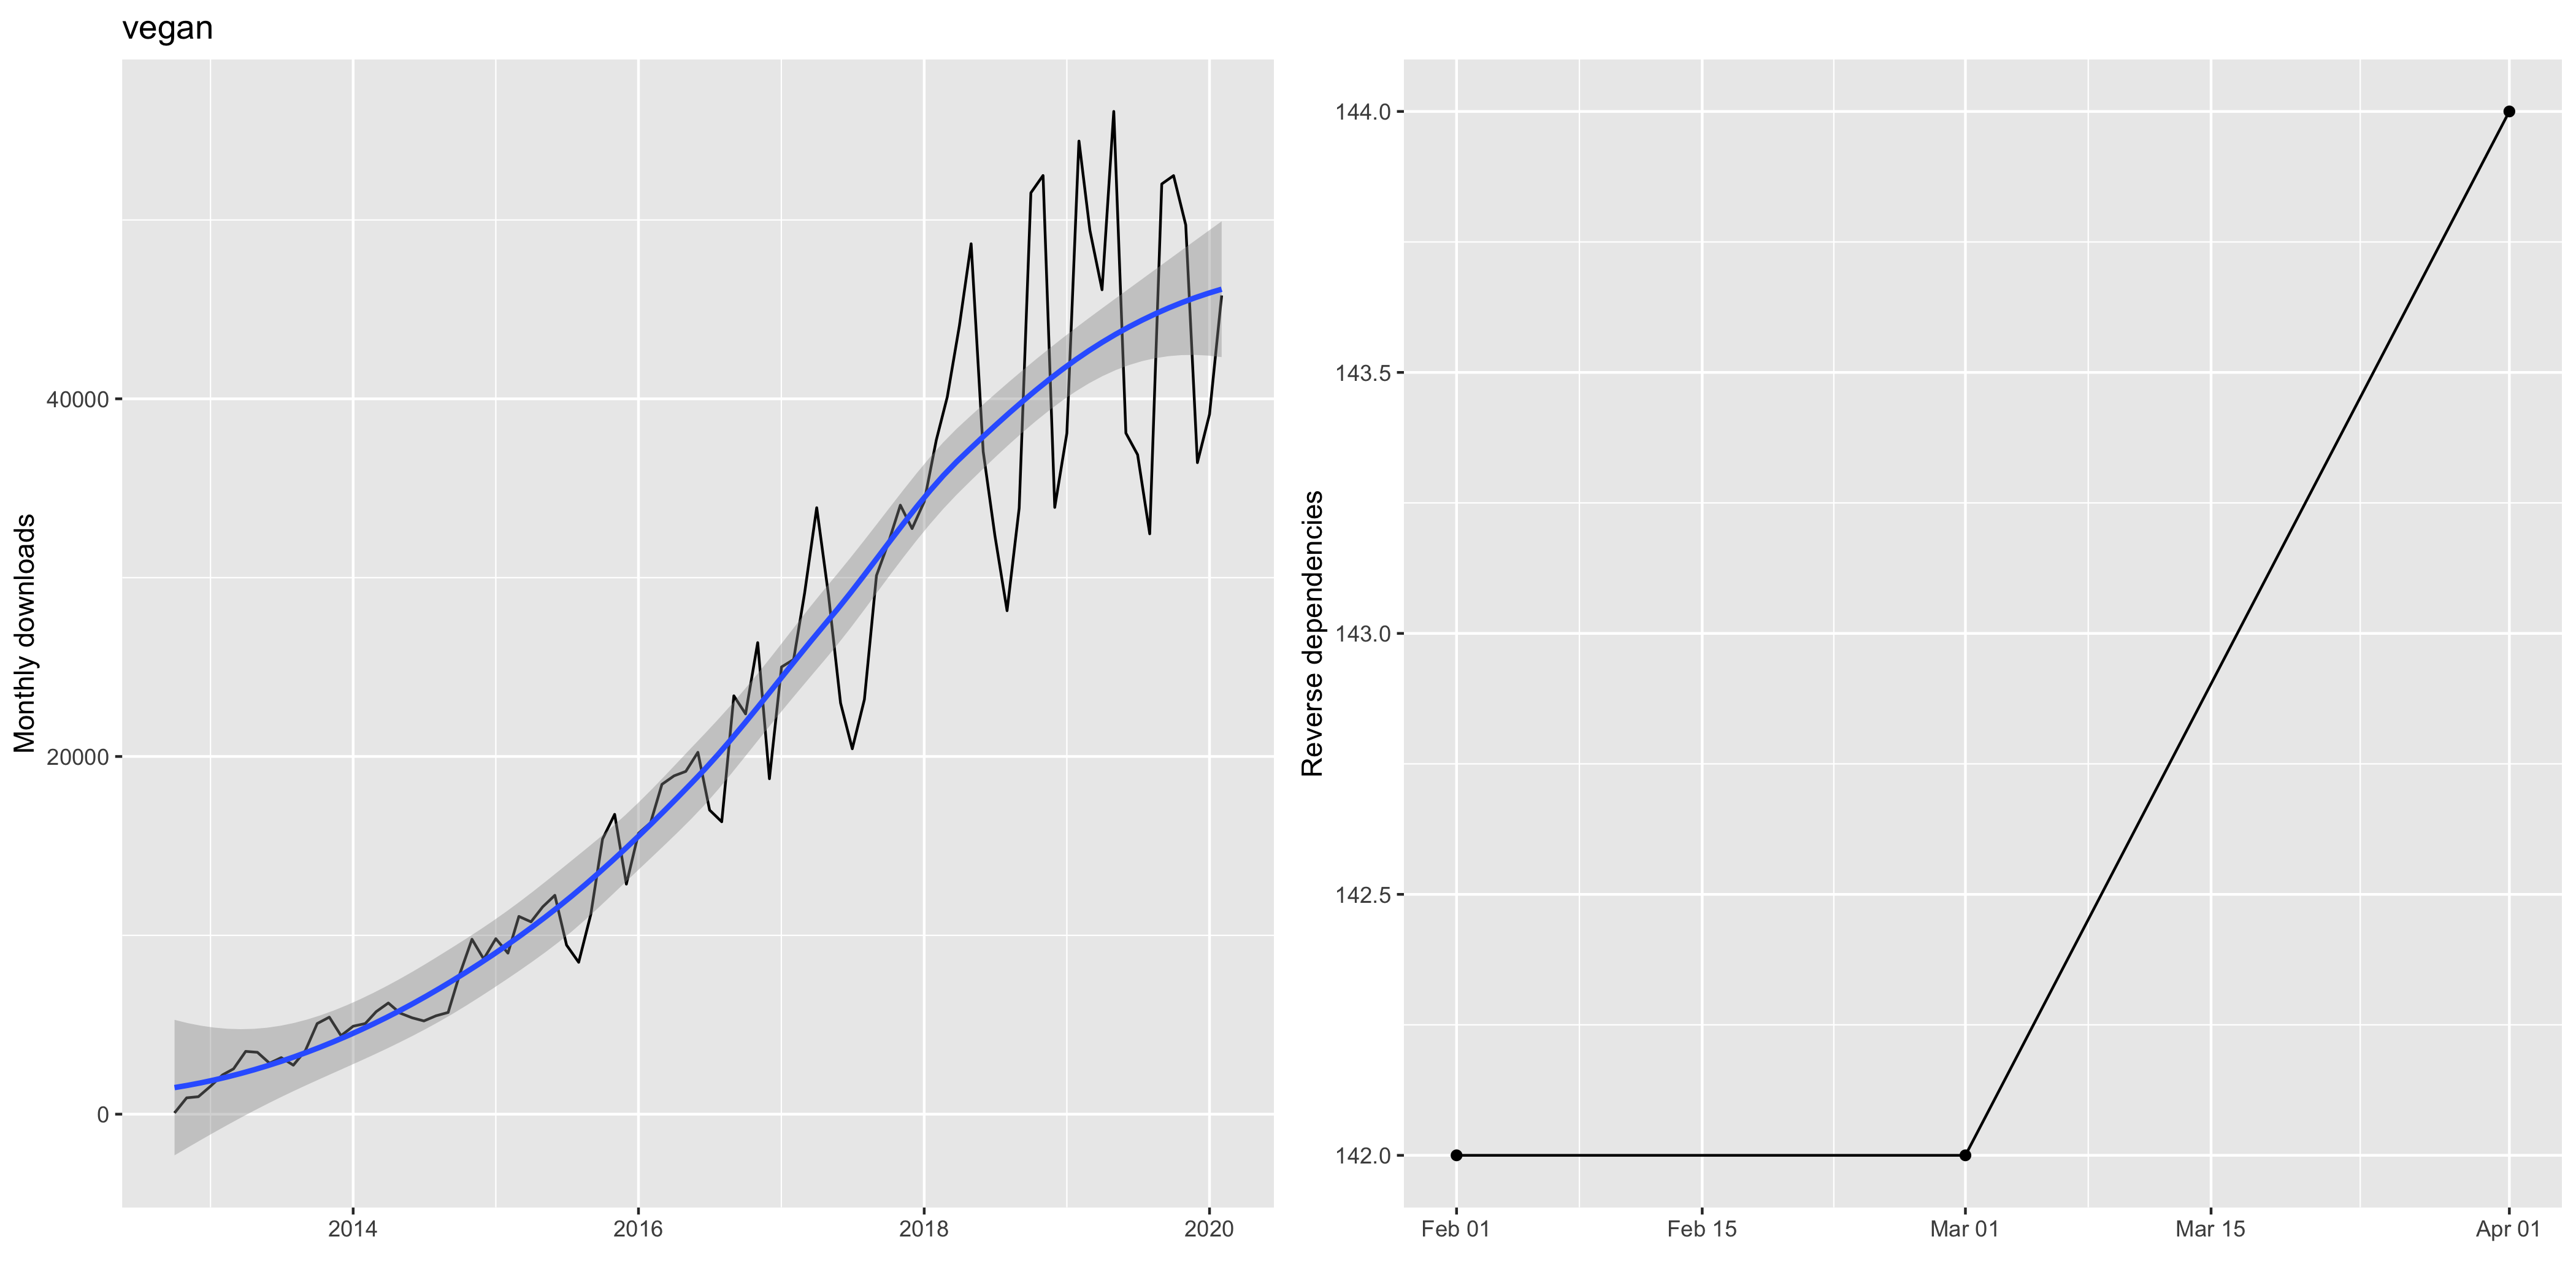 vegan
Monthly downloads
40000
20000
0
2014
2016
2018
2020
Reverse dependencies
144.0
143.5
143.0
142.5
142.0
Feb 01
Feb 15
Mar 01
Mar 15
Apr 01